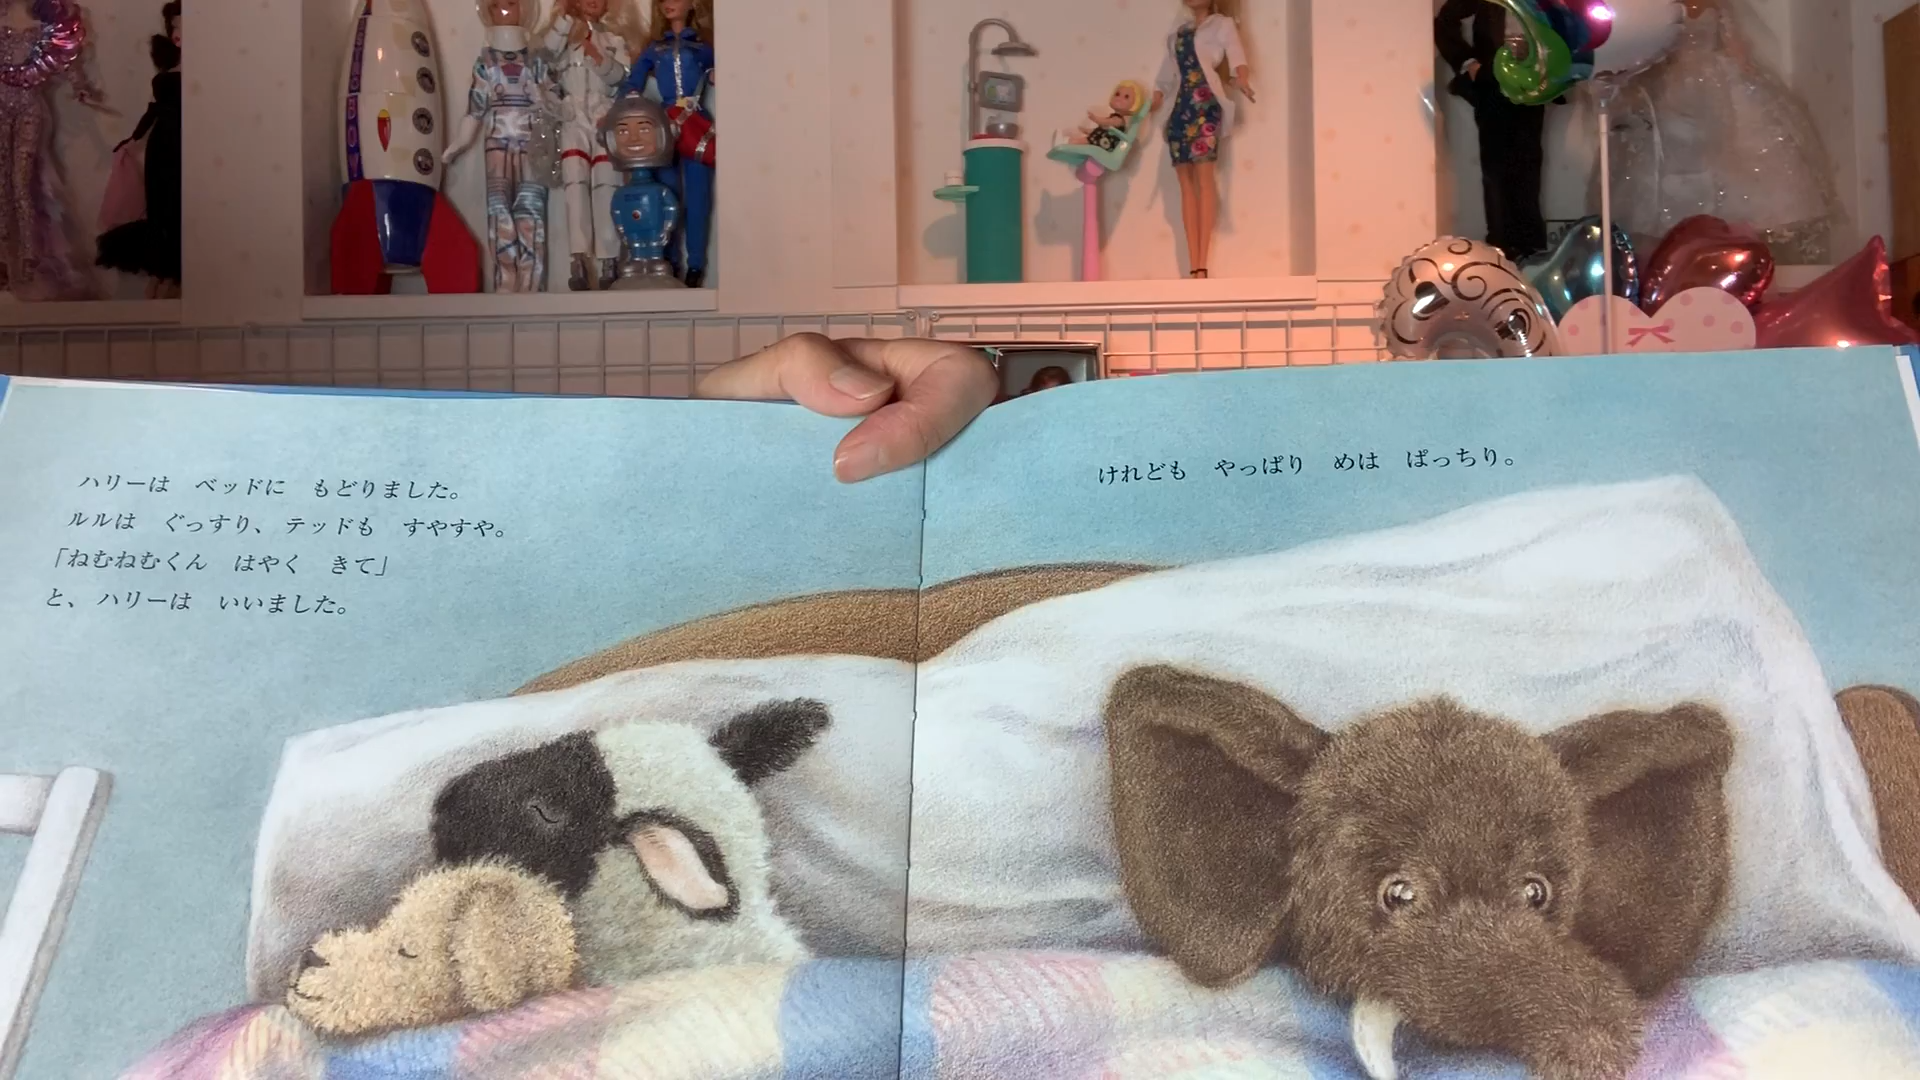 ハリーは　ベッドに　もどりました。
ルルは　ぐっすり、テッドも　すやすや。
「ねむねむくん　はやく　きて」
と、ハリーは　いいました。
けれども　やっぱり　めは　ぱっちり。